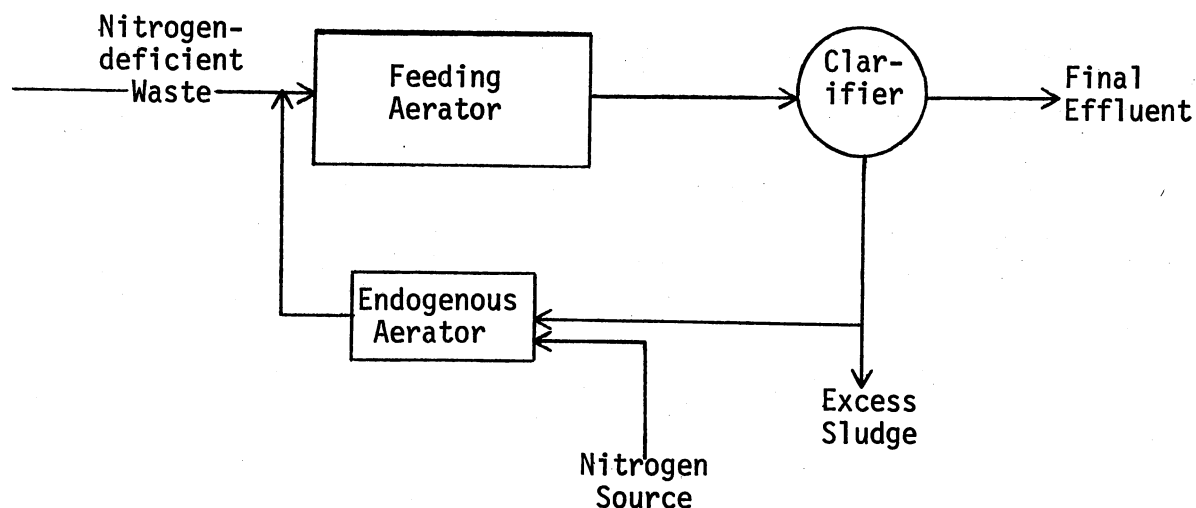 Nitrogen-
deficient
Waste
Feeding
Aerator
Clar-
ifier
Final
Effluent
Endogenous
Aerator
Excess
Sludge
Nitrogen
Source